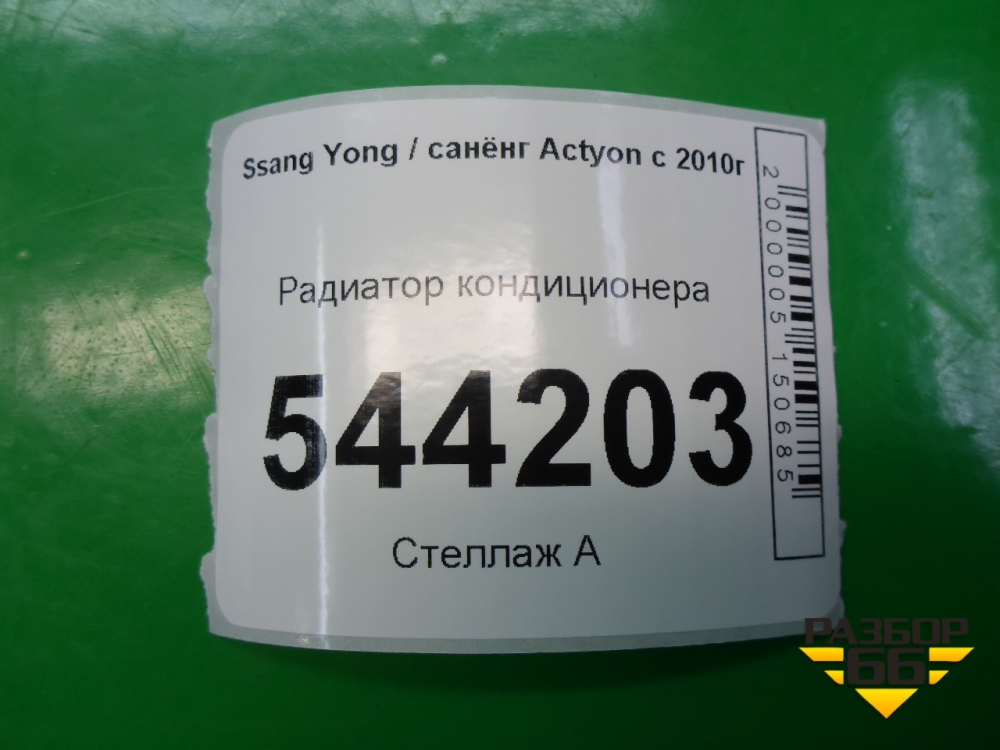 Ssang Yong / санёнг Actyon с 2010г
Радиатор кондиционера
544203
Стеллаж А
2000005150685
РАЗБОР
66